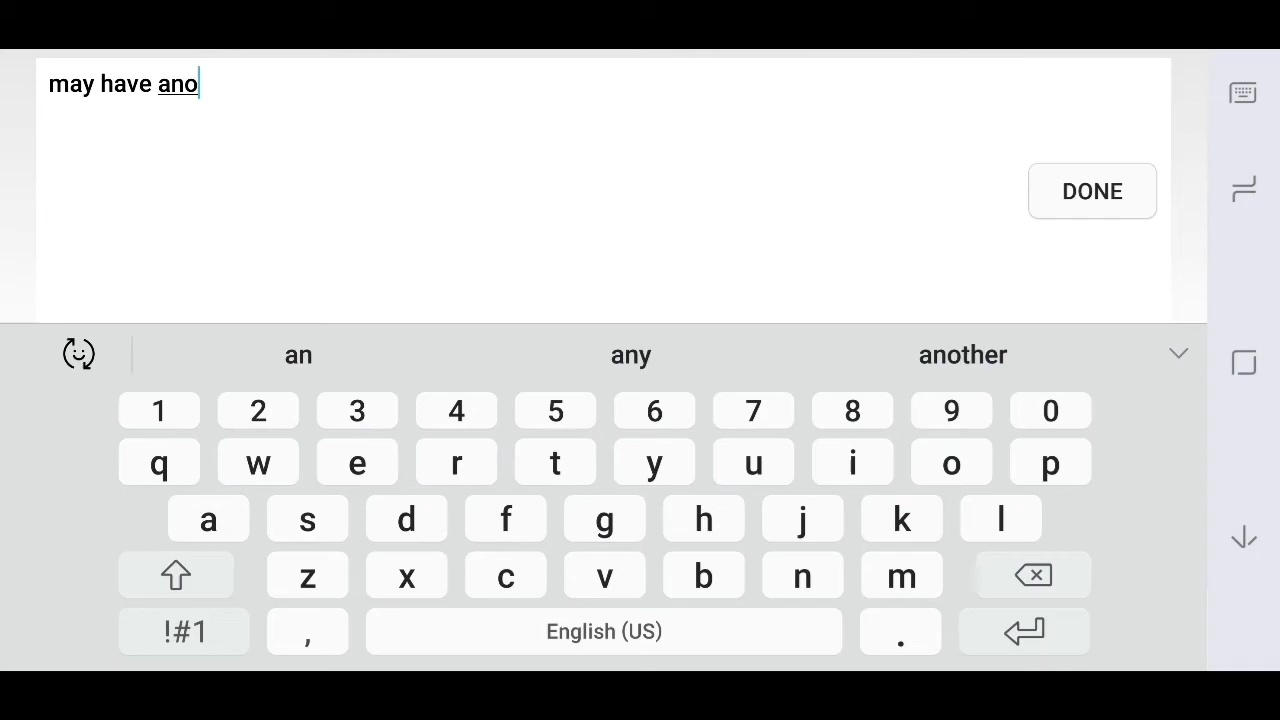 may have ano
DONE
an any another
1 2 3 4 5 6 7 8 9 0
q w e r t y u i o p
a s d f g h j k l
z x c v b n m
!#1 , English (US) .